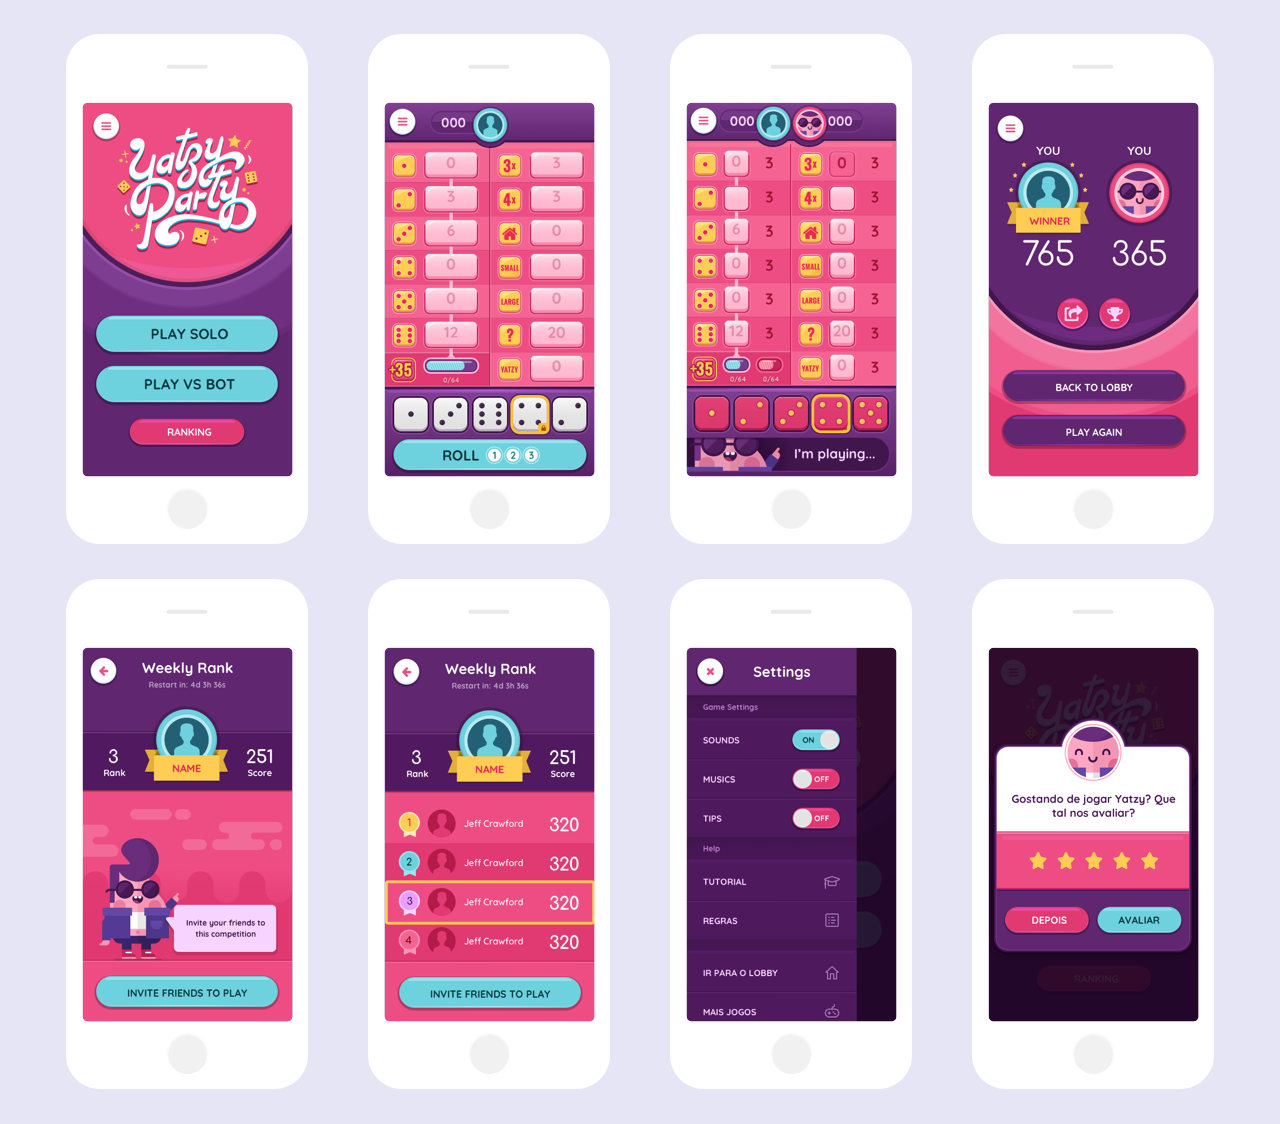 Yatzy
Party
PLAY SOLO
PLAY VS BOT
RANKING
000
0
3x
3
3
4x
3
6
0
0
SMALL
0
0
LARGE
0
12
?
20
+35
0/64
YATZY
0
ROLL 1 2 3
000
000
0
3
3x
0
3
3
4x
3
6
3
0
3
0
3
SMALL
0
3
0
3
LARGE
0
3
12
3
?
20
3
+35
0/64
0/64
YATZY
0
3
I'm playing...
YOU
YOU
WINNER
765
365
BACK TO LOBBY
PLAY AGAIN
Weekly Rank
Restart in: 4d 3h 36s
3
Rank
NAME
251
Score
Invite your friends to
this competition
INVITE FRIENDS TO PLAY
Weekly Rank
Restart in: 4d 3h 36s
3
Rank
NAME
251
Score
1 Jeff Crawford 320
2 Jeff Crawford 320
3 Jeff Crawford 320
4 Jeff Crawford 320
INVITE FRIENDS TO PLAY
Settings
Game Settings
SOUNDS ON
MUSICS OFF
TIPS OFF
Help
TUTORIAL
REGRAS
IR PARA O LOBBY
MAIS JOGOS
Yatzy
Party
Gostando de jogar Yatzy? Que
tal nos avaliar?
DEPOIS
AVALIAR
RANKING